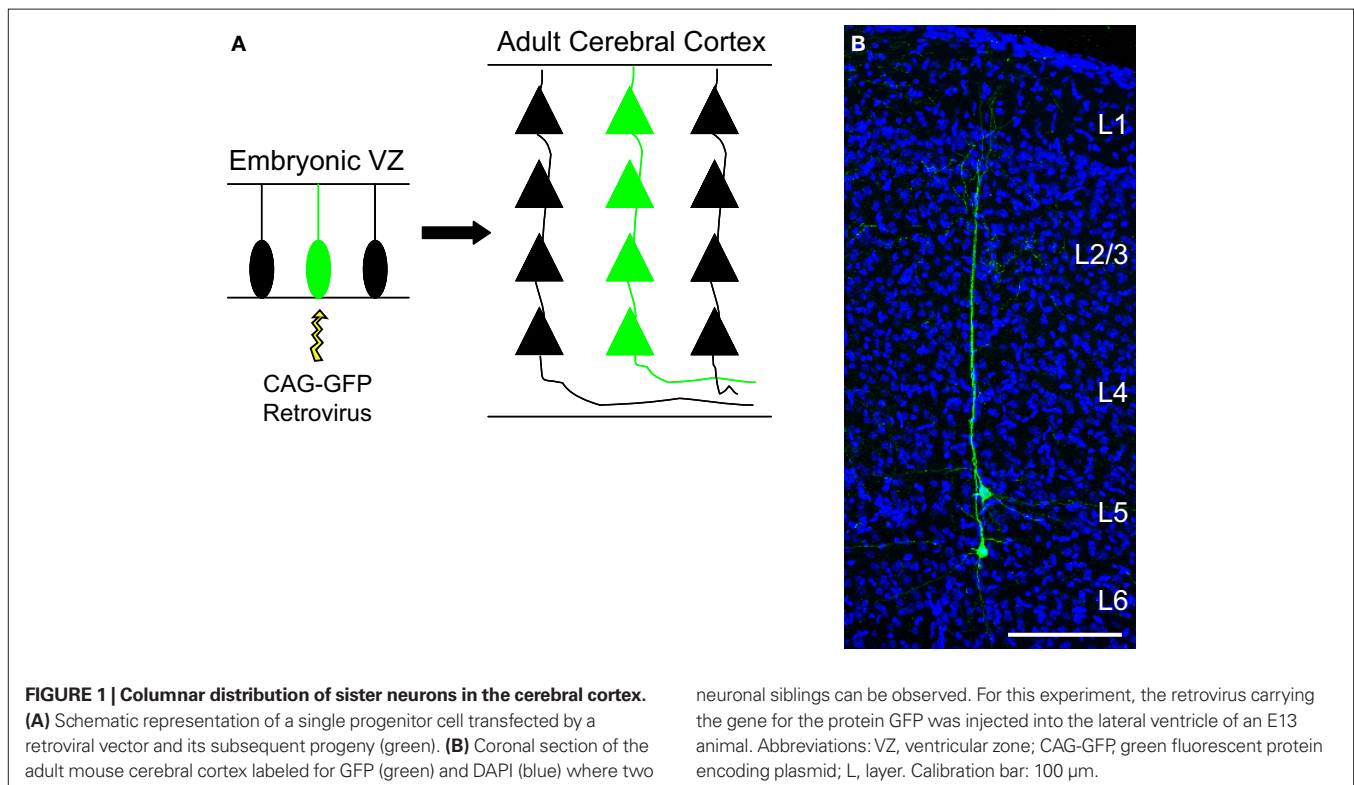 A
Adult Cerebral Cortex
Embryonic VZ
CAG-GFP
Retrovirus
B
L1
L2/3
L4
L5
L6
FIGURE 1 | Columnar distribution of sister neurons in the cerebral cortex.
(A) Schematic representation of a single progenitor cell transfected by a
retroviral vector and its subsequent progeny (green). (B) Coronal section of the
adult mouse cerebral cortex labeled for GFP (green) and DAPI (blue) where two
neuronal siblings can be observed. For this experiment, the retrovirus carrying
the gene for the protein GFP was injected into the lateral ventricle of an E13
animal. Abbreviations: VZ, ventricular zone; CAG-GFP, green fluorescent protein
encoding plasmid; L, layer. Calibration bar: 100 μm.